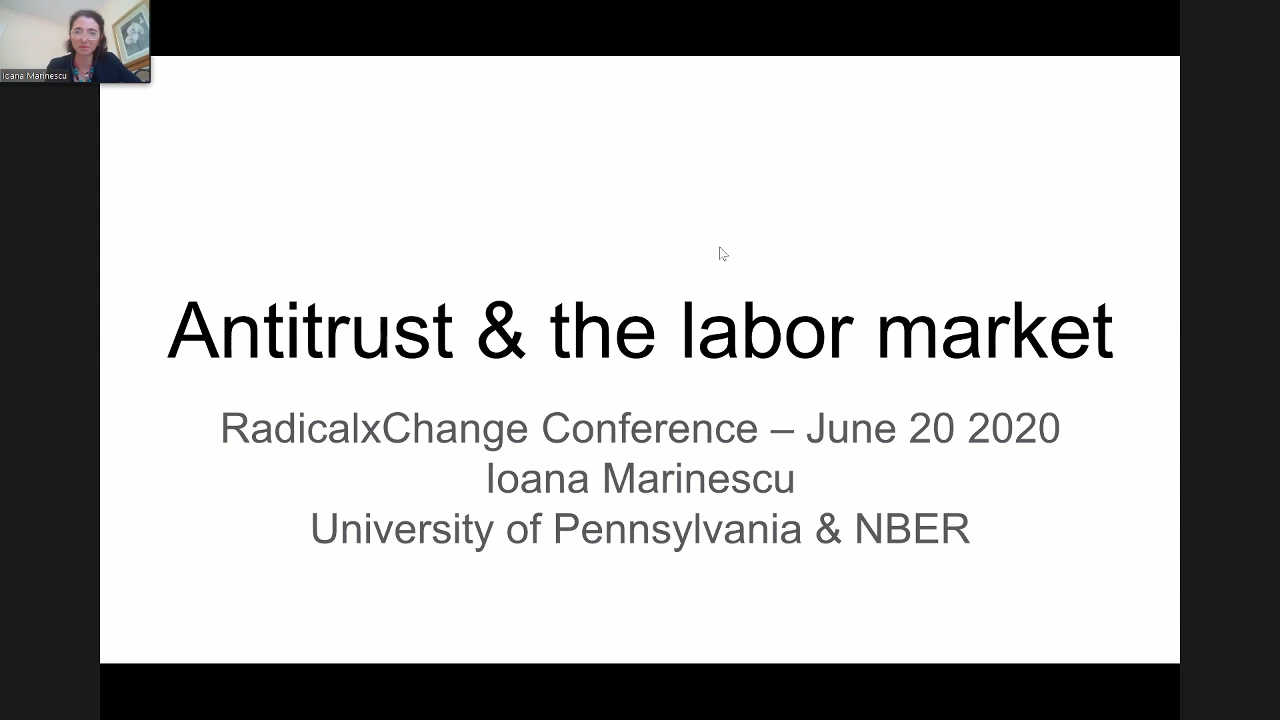 Ioana Marinescu
Antitrust & the labor market
RadicalxChange Conference – June 20 2020
Ioana Marinescu
University of Pennsylvania & NBER